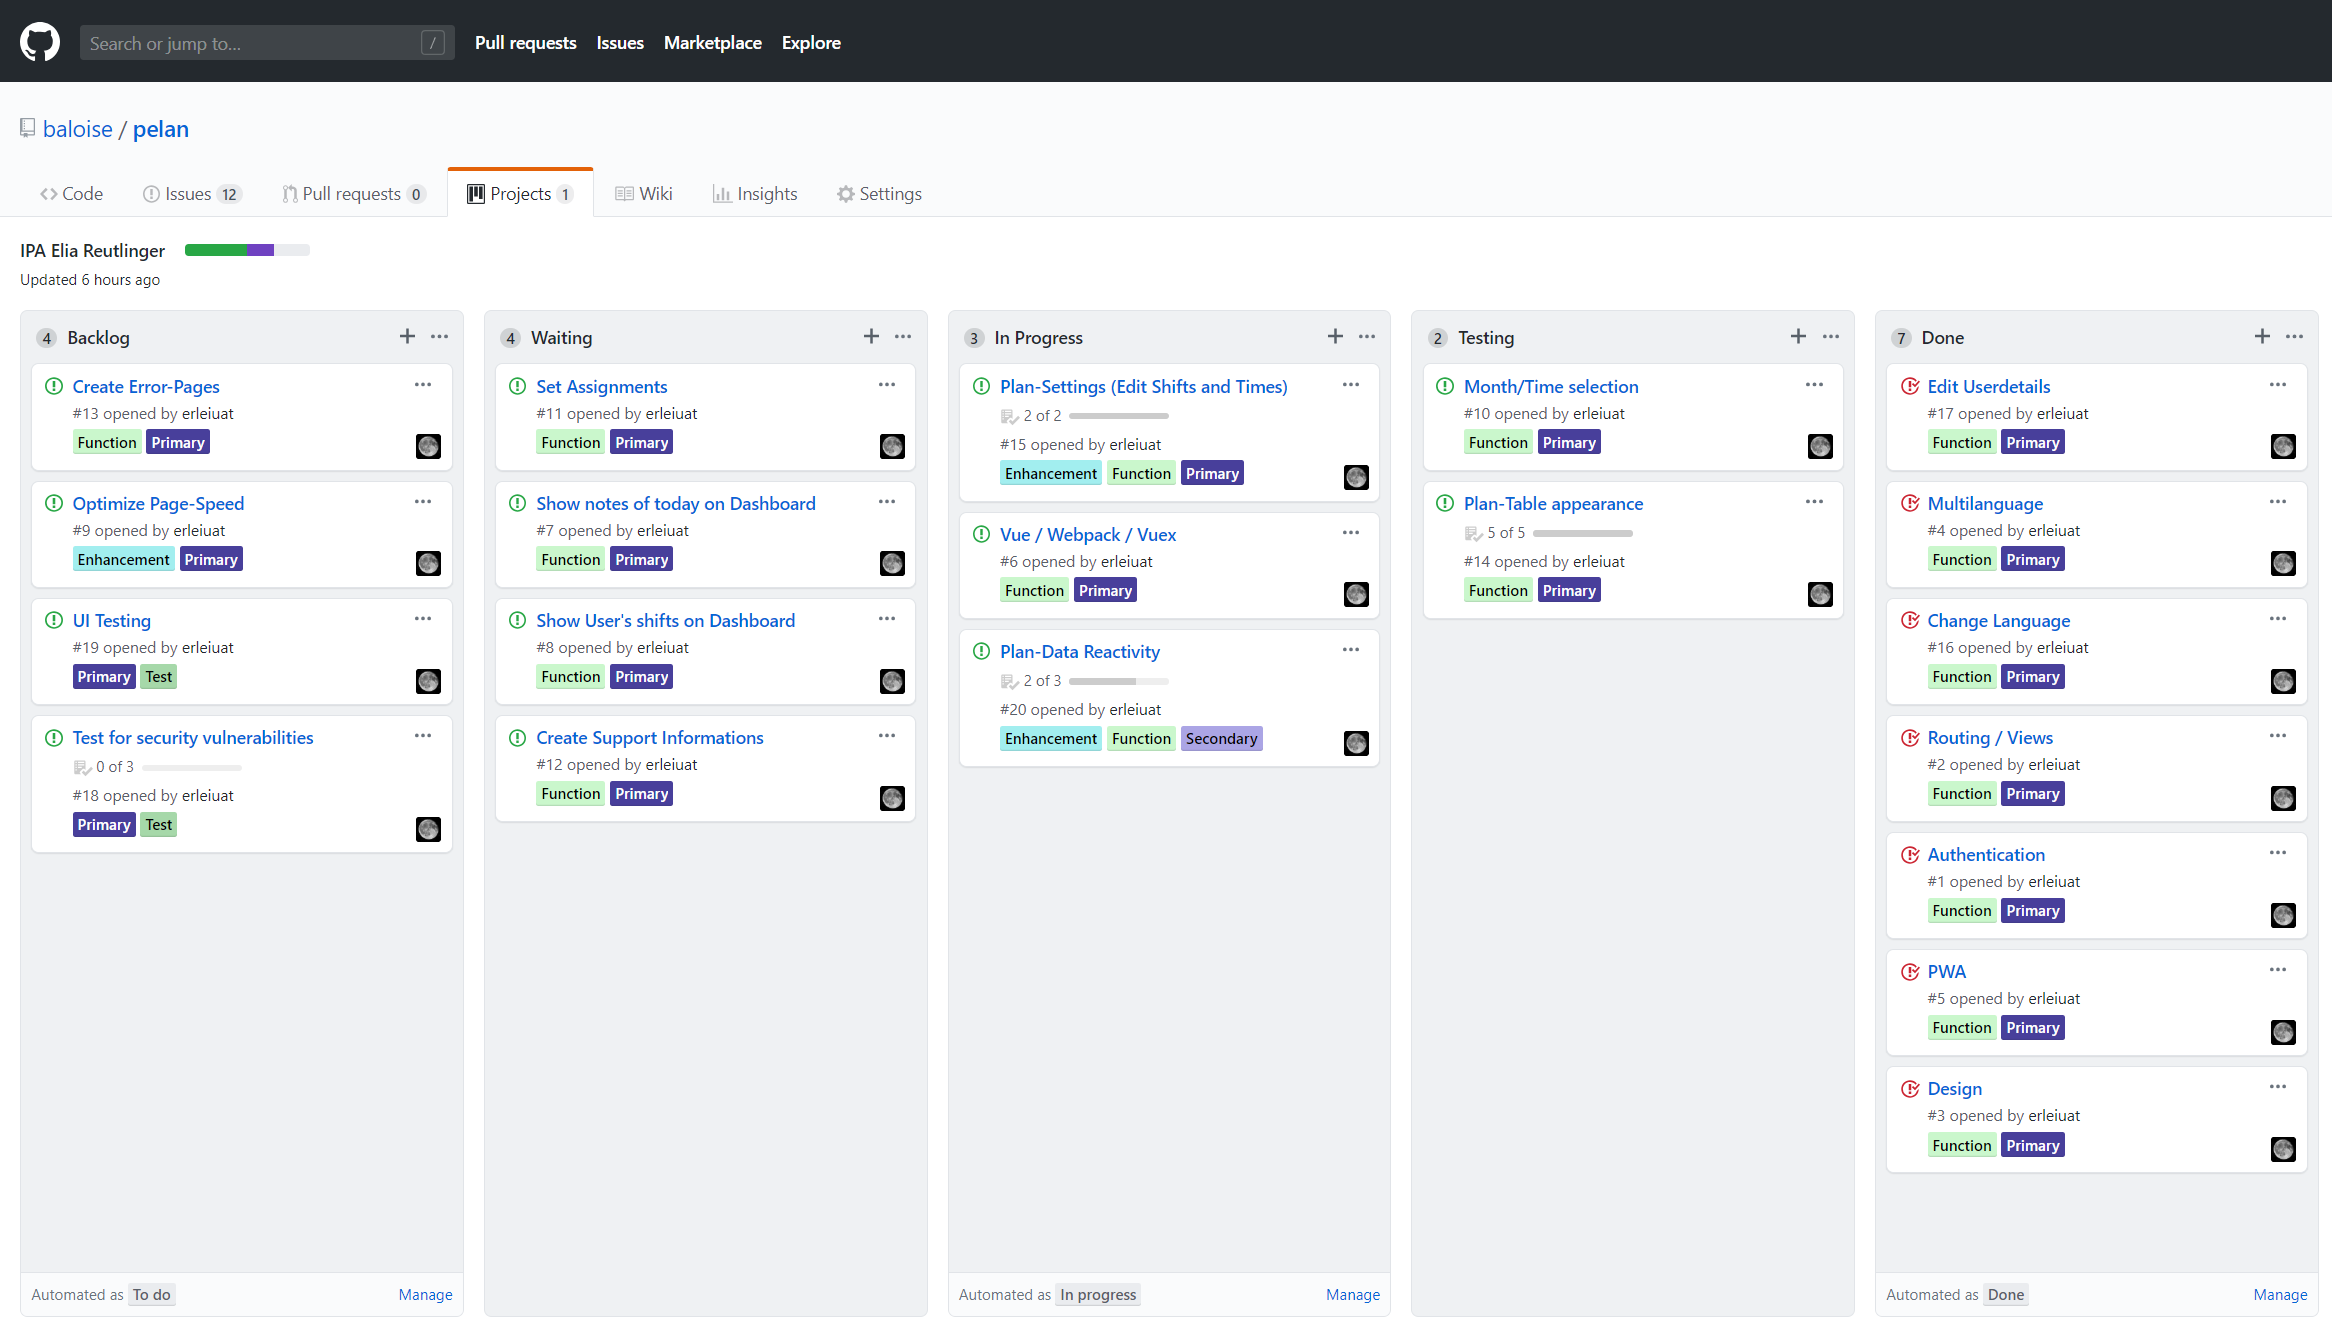 Search or jump to... /
Pull requests Issues Marketplace Explore
baloise / pelan
Code Issues 12 Pull requests 0 Projects 1 Wiki Insights Settings
IPA Elia Reutlinger
Updated 6 hours ago
4 Backlog
Create Error-Pages
#13 opened by erleiuat
Function Primary
Optimize Page-Speed
#9 opened by erleiuat
Enhancement Primary
UI Testing
#19 opened by erleiuat
Primary Test
Test for security vulnerabilities
0 of 3
#18 opened by erleiuat
Primary Test
Automated as To do Manage
4 Waiting
Set Assignments
#11 opened by erleiuat
Function Primary
Show notes of today on Dashboard
#7 opened by erleiuat
Function Primary
Show User's shifts on Dashboard
#8 opened by erleiuat
Function Primary
Create Support Informations
#12 opened by erleiuat
Function Primary
3 In Progress
Plan-Settings (Edit Shifts and Times)
2 of 2
#15 opened by erleiuat
Enhancement Function Primary
Vue / Webpack / Vuex
#6 opened by erleiuat
Function Primary
Plan-Data Reactivity
2 of 3
#20 opened by erleiuat
Enhancement Function Secondary
Automated as In progress Manage
2 Testing
Month/Time selection
#10 opened by erleiuat
Function Primary
Plan-Table appearance
5 of 5
#14 opened by erleiuat
Function Primary
7 Done
Edit Userdetails
#17 opened by erleiuat
Function Primary
Multilanguage
#4 opened by erleiuat
Function Primary
Change Language
#16 opened by erleiuat
Function Primary
Routing / Views
#2 opened by erleiuat
Function Primary
Authentication
#1 opened by erleiuat
Function Primary
PWA
#5 opened by erleiuat
Function Primary
Design
#3 opened by erleiuat
Function Primary
Automated as Done Manage